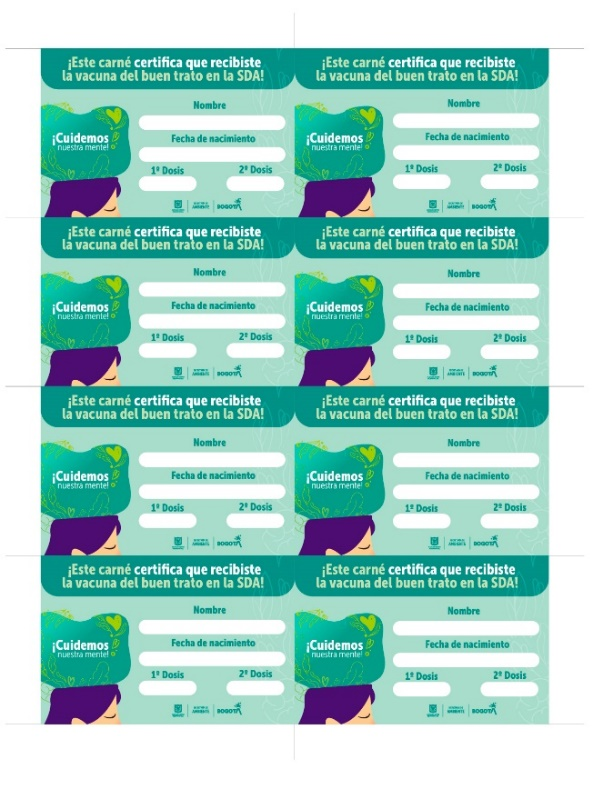 ¡Este carné certifica que recibiste
la vacuna del buen trato en la SDA!
Nombre
¡Cuidemos
nuestra mente!
Fecha de nacimiento
1ª Dosis
2ª Dosis
AMBIENTE
BOGOTÁ
¡Este carné certifica que recibiste
la vacuna del buen trato en la SDA!
Nombre
¡Cuidemos
nuestra mente!
Fecha de nacimiento
1ª Dosis
2ª Dosis
AMBIENTE
BOGOTÁ
¡Este carné certifica que recibiste
la vacuna del buen trato en la SDA!
Nombre
¡Cuidemos
nuestra mente!
Fecha de nacimiento
1ª Dosis
2ª Dosis
AMBIENTE
BOGOTÁ
¡Este carné certifica que recibiste
la vacuna del buen trato en la SDA!
Nombre
¡Cuidemos
nuestra mente!
Fecha de nacimiento
1ª Dosis
2ª Dosis
AMBIENTE
BOGOTÁ
¡Este carné certifica que recibiste
la vacuna del buen trato en la SDA!
Nombre
¡Cuidemos
nuestra mente!
Fecha de nacimiento
1ª Dosis
2ª Dosis
AMBIENTE
BOGOTÁ
¡Este carné certifica que recibiste
la vacuna del buen trato en la SDA!
Nombre
¡Cuidemos
nuestra mente!
Fecha de nacimiento
1ª Dosis
2ª Dosis
AMBIENTE
BOGOTÁ
¡Este carné certifica que recibiste
la vacuna del buen trato en la SDA!
Nombre
¡Cuidemos
nuestra mente!
Fecha de nacimiento
1ª Dosis
2ª Dosis
AMBIENTE
BOGOTÁ
¡Este carné certifica que recibiste
la vacuna del buen trato en la SDA!
Nombre
¡Cuidemos
nuestra mente!
Fecha de nacimiento
1ª Dosis
2ª Dosis
AMBIENTE
BOGOTÁ